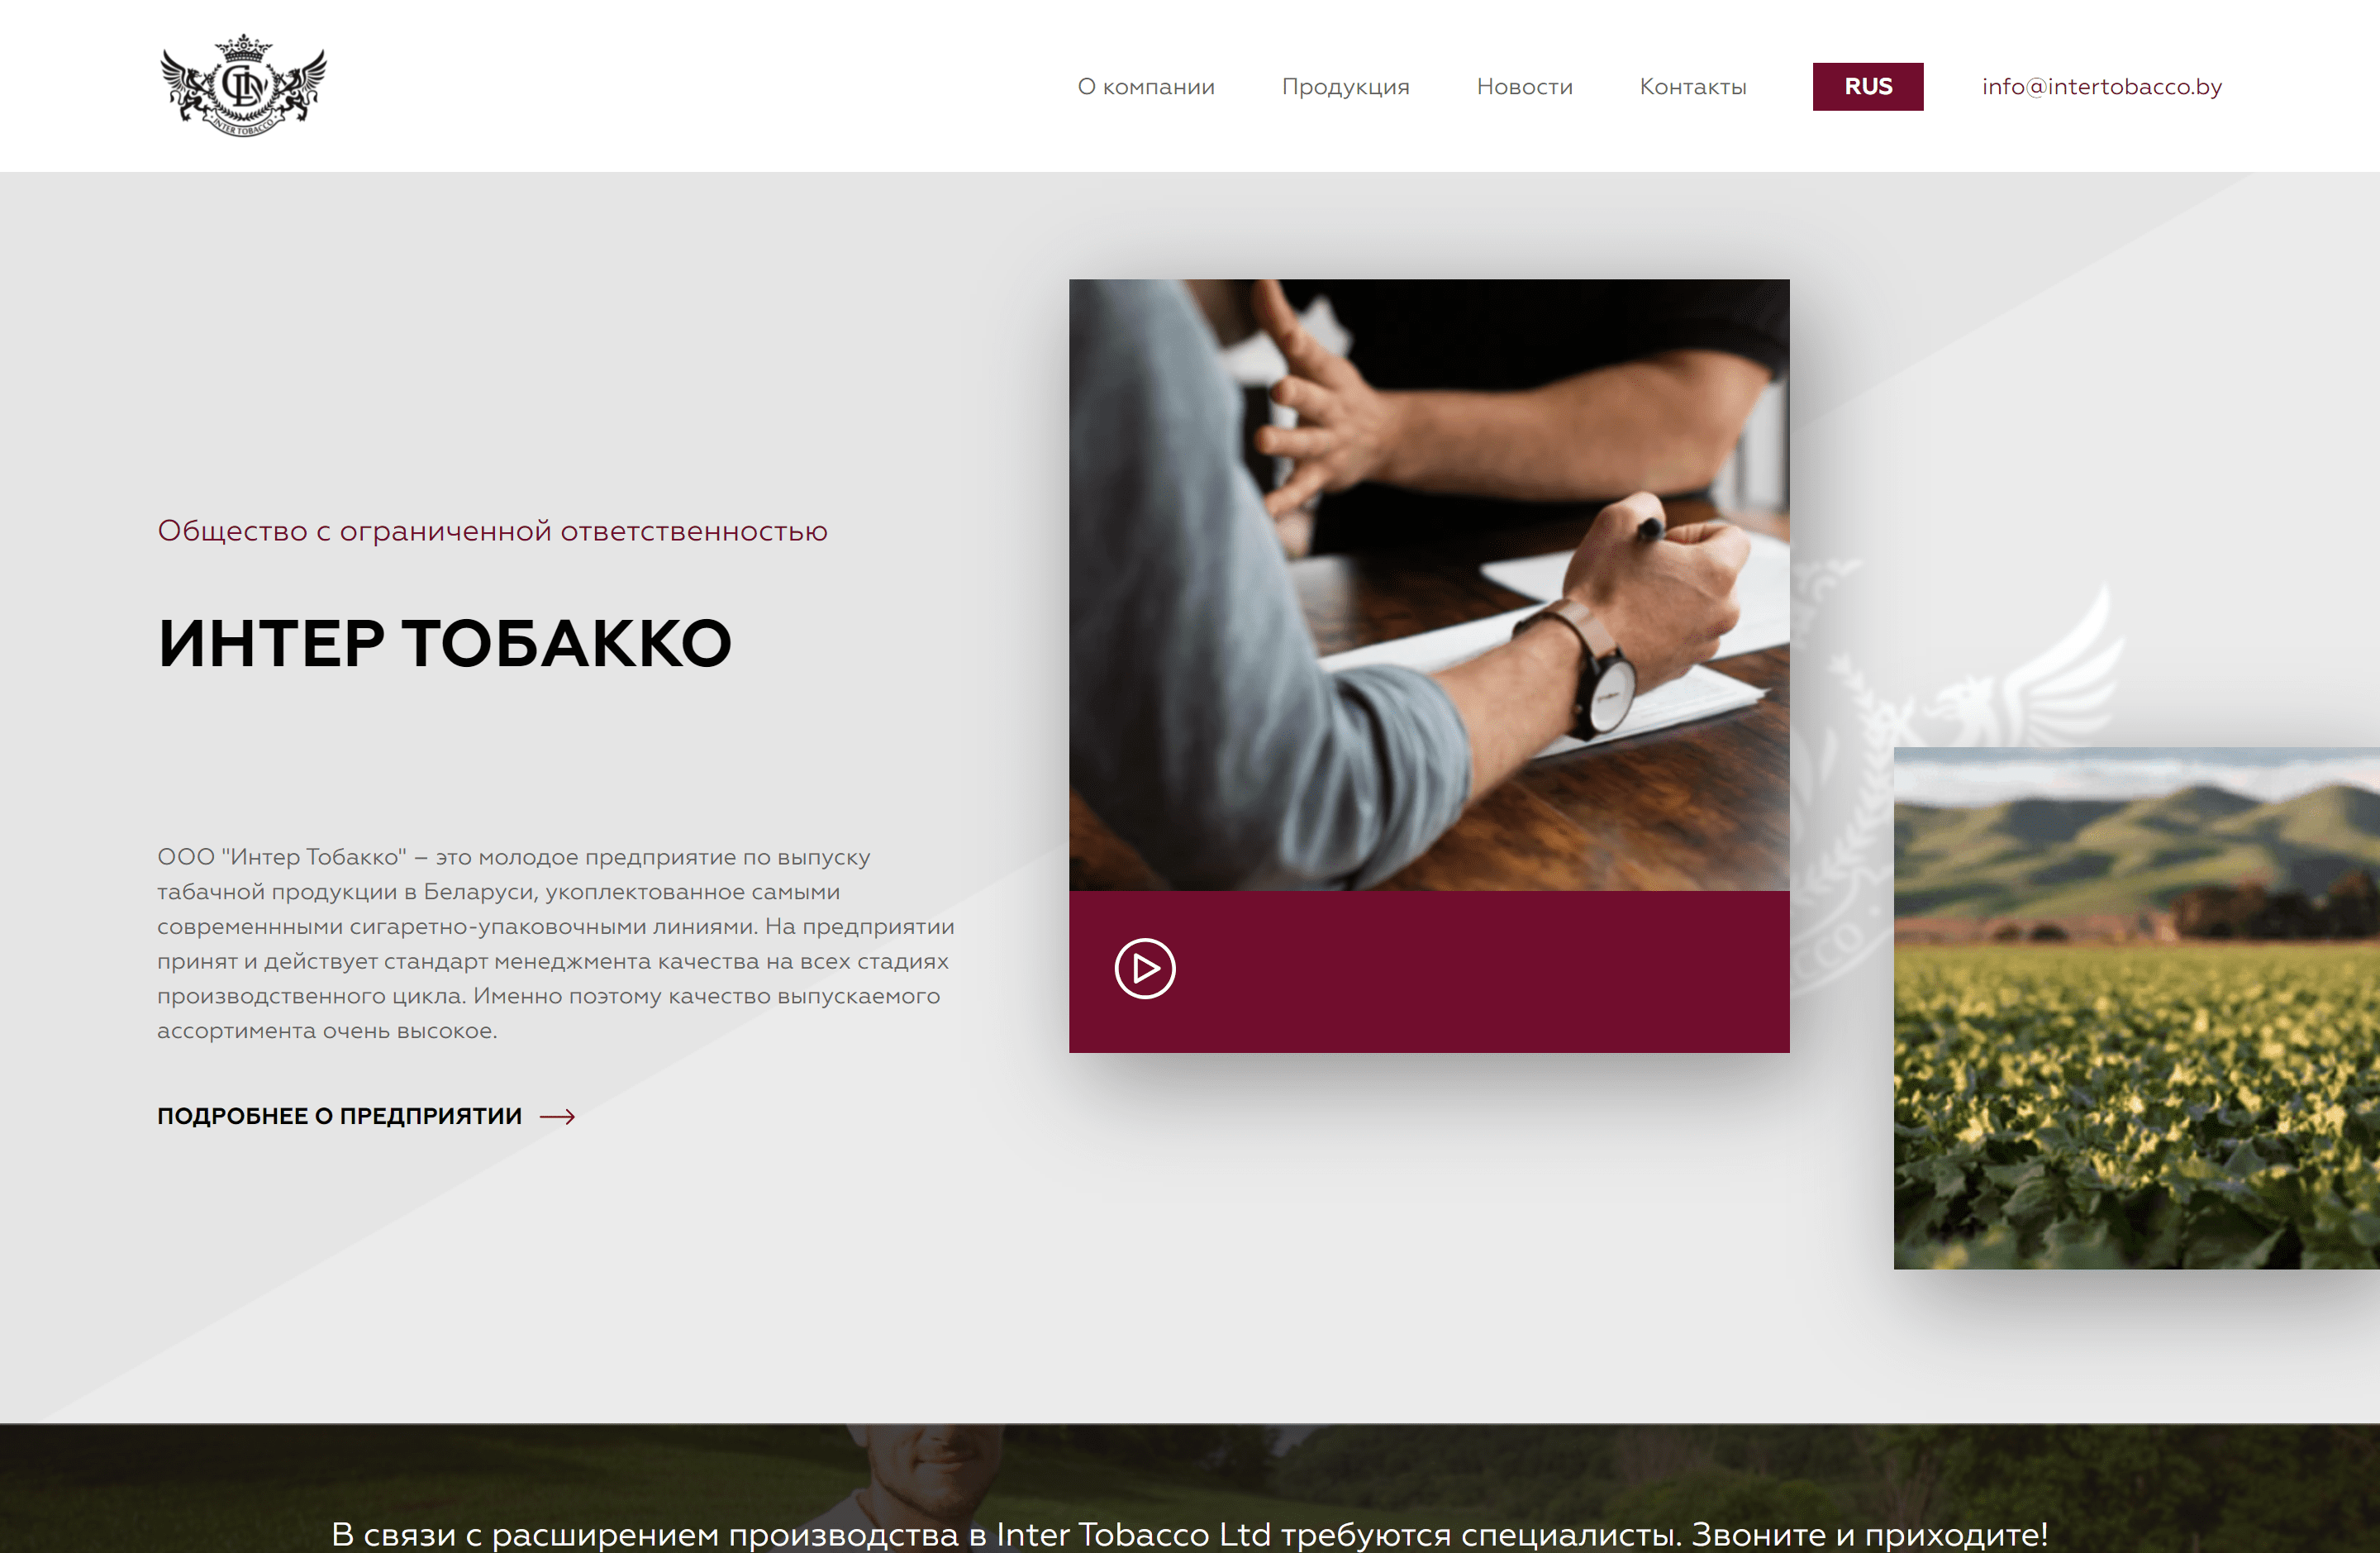 INTER TOBACCO
О компании
Продукция
Новости
Контакты
RUS
info@intertobacco.by
Общество с ограниченной ответственностью
ИНТЕР ТОБАККО
ООО "Интер Тобакко" – это молодое предприятие по выпуску
табачной продукции в Беларуси, укоплектованное самыми
современнными сигаретно-упаковочными линиями. На предприятии
принят и действует стандарт менеджмента качества на всех стадиях
производственного цикла. Именно поэтому качество выпускаемого
ассортимента очень высокое.
ПОДРОБНЕЕ О ПРЕДПРИЯТИИ
В связи с расширением производства в Inter Tobacco Ltd требуются специалисты. Звоните и приходите!